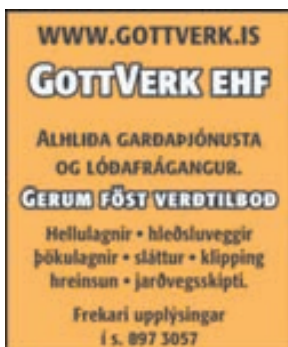 WWW.GOTTVERK.IS
GOTTVERK EHF
ALHLIÐA GARÐAÞJÓNUSTA
OG LÓÐAFRÁGANGUR.
GERUM FÖST VERÐTILBOÐ
Hellulagnir • hleðsluveggir
þökulagnir • sláttur • klipping
hreinsun • jarðvegsskipti.
Frekari upplýsingar
í s. 897 3057